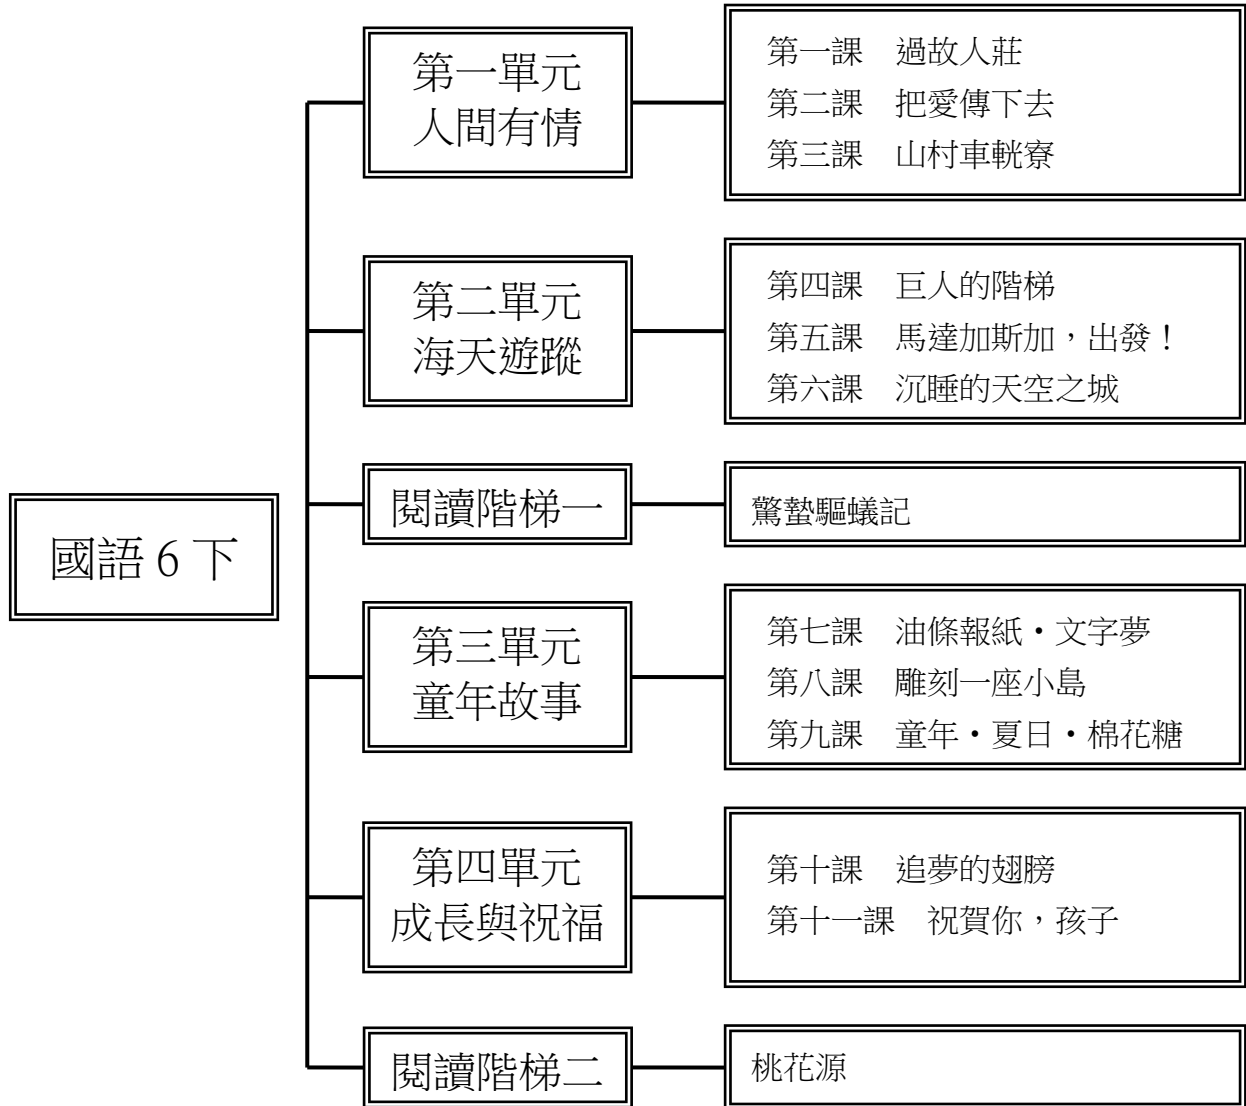 國語 6 下
第一單元
人間有情
第一課　過故人莊
第二課　把愛傳下去
第三課　山村車輄寮
第二單元
海天遊蹤
第四課　巨人的階梯
第五課　馬達加斯加，出發！
第六課　沉睡的天空之城
閱讀階梯一
驚蟄驅蟻記
第三單元
童年故事
第七課　油條報紙・文字夢
第八課　雕刻一座小島
第九課　童年・夏日・棉花糖
第四單元
成長與祝福
第十課　追夢的翅膀
第十一課　祝賀你，孩子
閱讀階梯二
桃花源